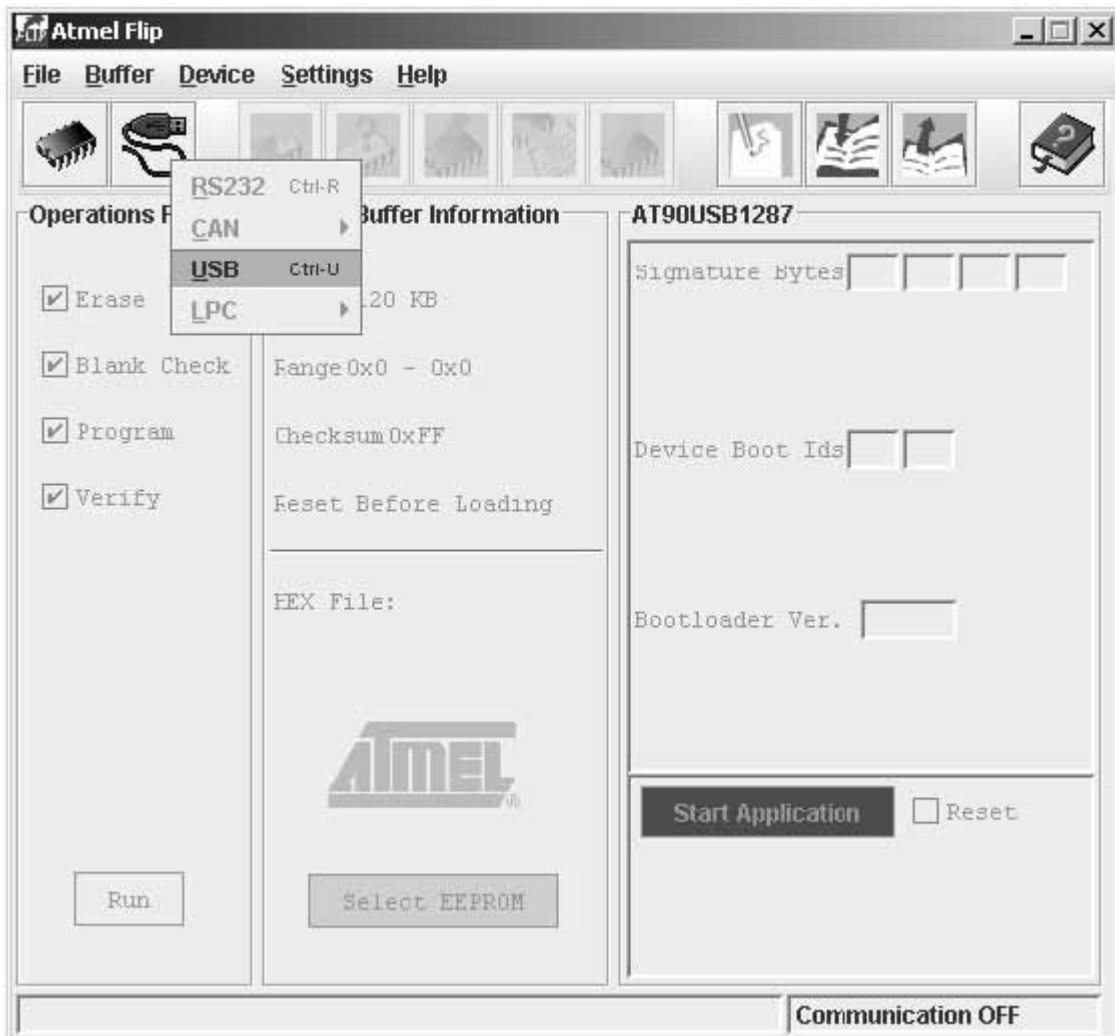 Atmel Flip
File Buffer Device Settings Help
RS232 Ctrl-R
CAN
USB Ctrl-U
LPC
Operations F
Buffer Information
AT90USB1287
Erase
Blank Check
Program
Verify
Run
20 KB
Range 0x0 - 0x0
Checksum 0xFF
Reset Before Loading
HEX File:
ATMEL
Select EEPROM
Signature Bytes
Device Boot Ids
Bootloader Ver.
Start Application
Reset
Communication OFF